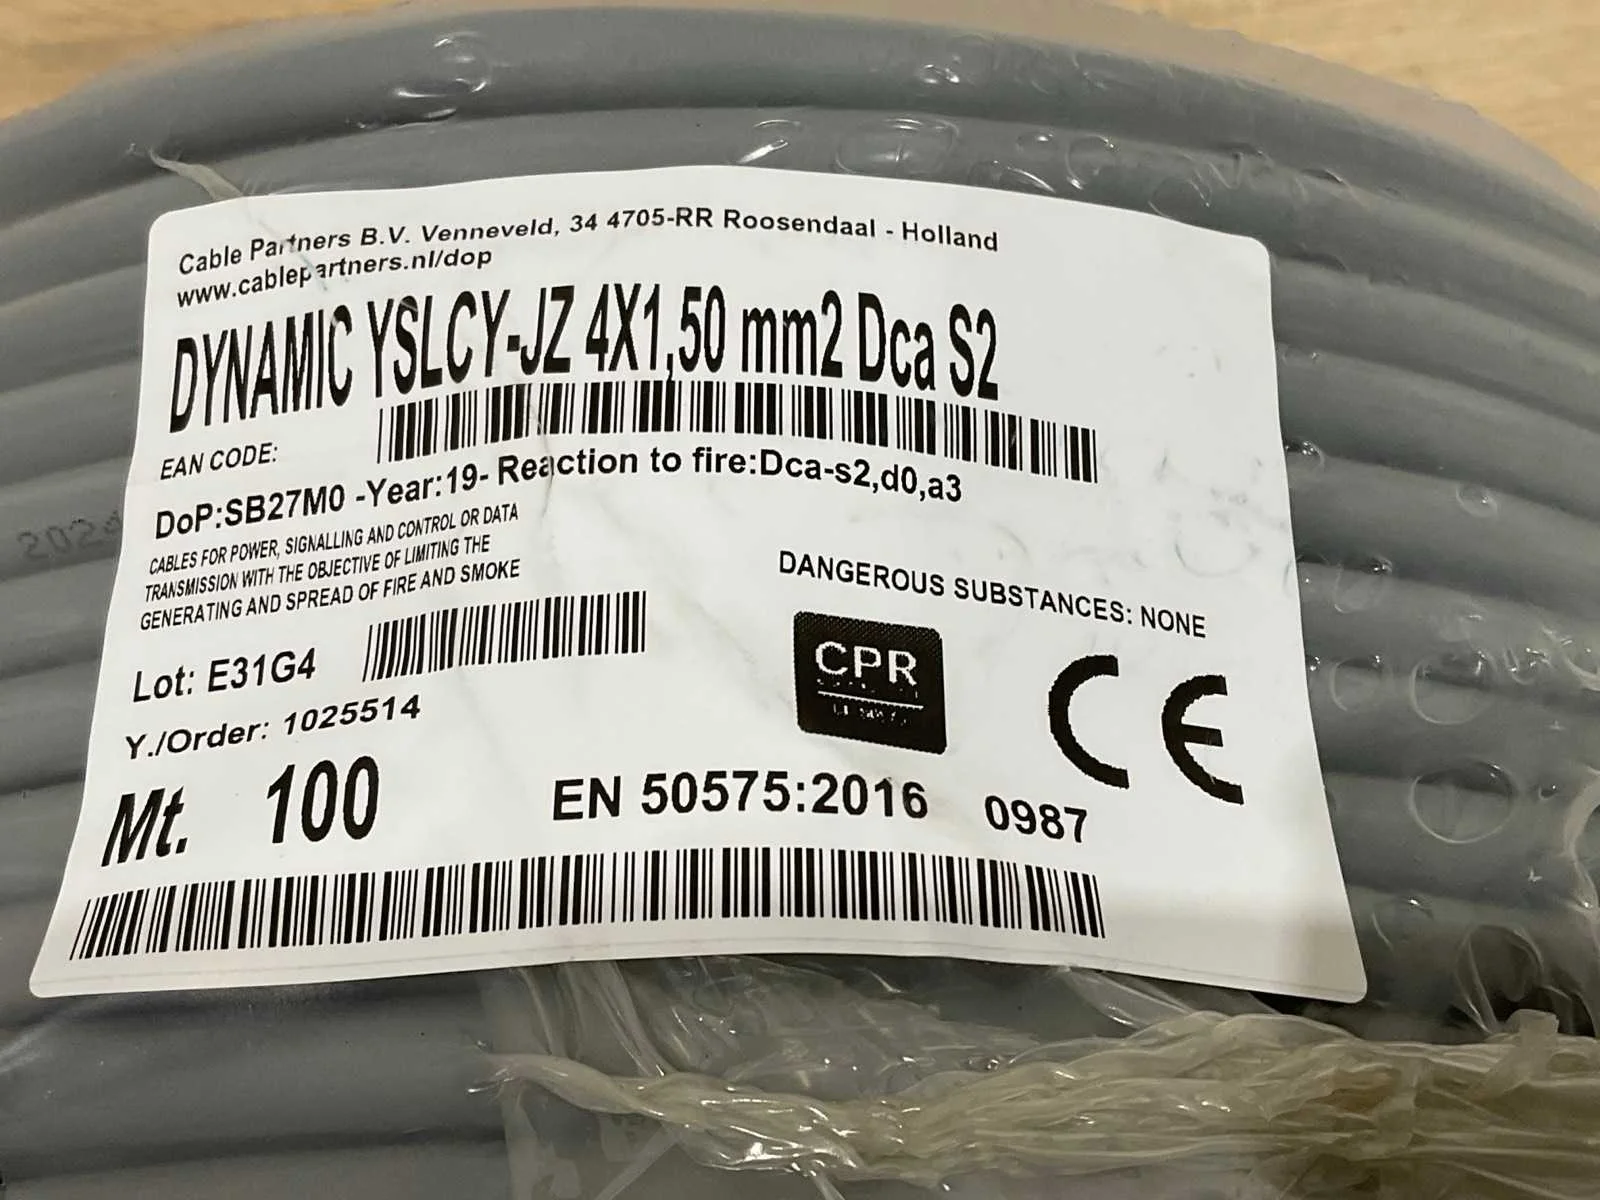 Cable Partners B.V. Venneveld, 34 4705-RR Roosendaal - Holland
www.cablepartners.nl/dop
DYNAMIC YSLCY-JZ 4X1,50 mm2 Dca S2
EAN CODE:
DoP:SB27M0 -Year:19- Reaction to fire:Dca-s2,d0,a3
CABLES FOR POWER, SIGNALLING AND CONTROL OR DATA
TRANSMISSION WITH THE OBJECTIVE OF LIMITING THE
GENERATING AND SPREAD OF FIRE AND SMOKE
DANGEROUS SUBSTANCES: NONE
Lot: E31G4
CPR
CE
Y./Order: 1025514
Mt. 100
EN 50575:2016 0987
2024